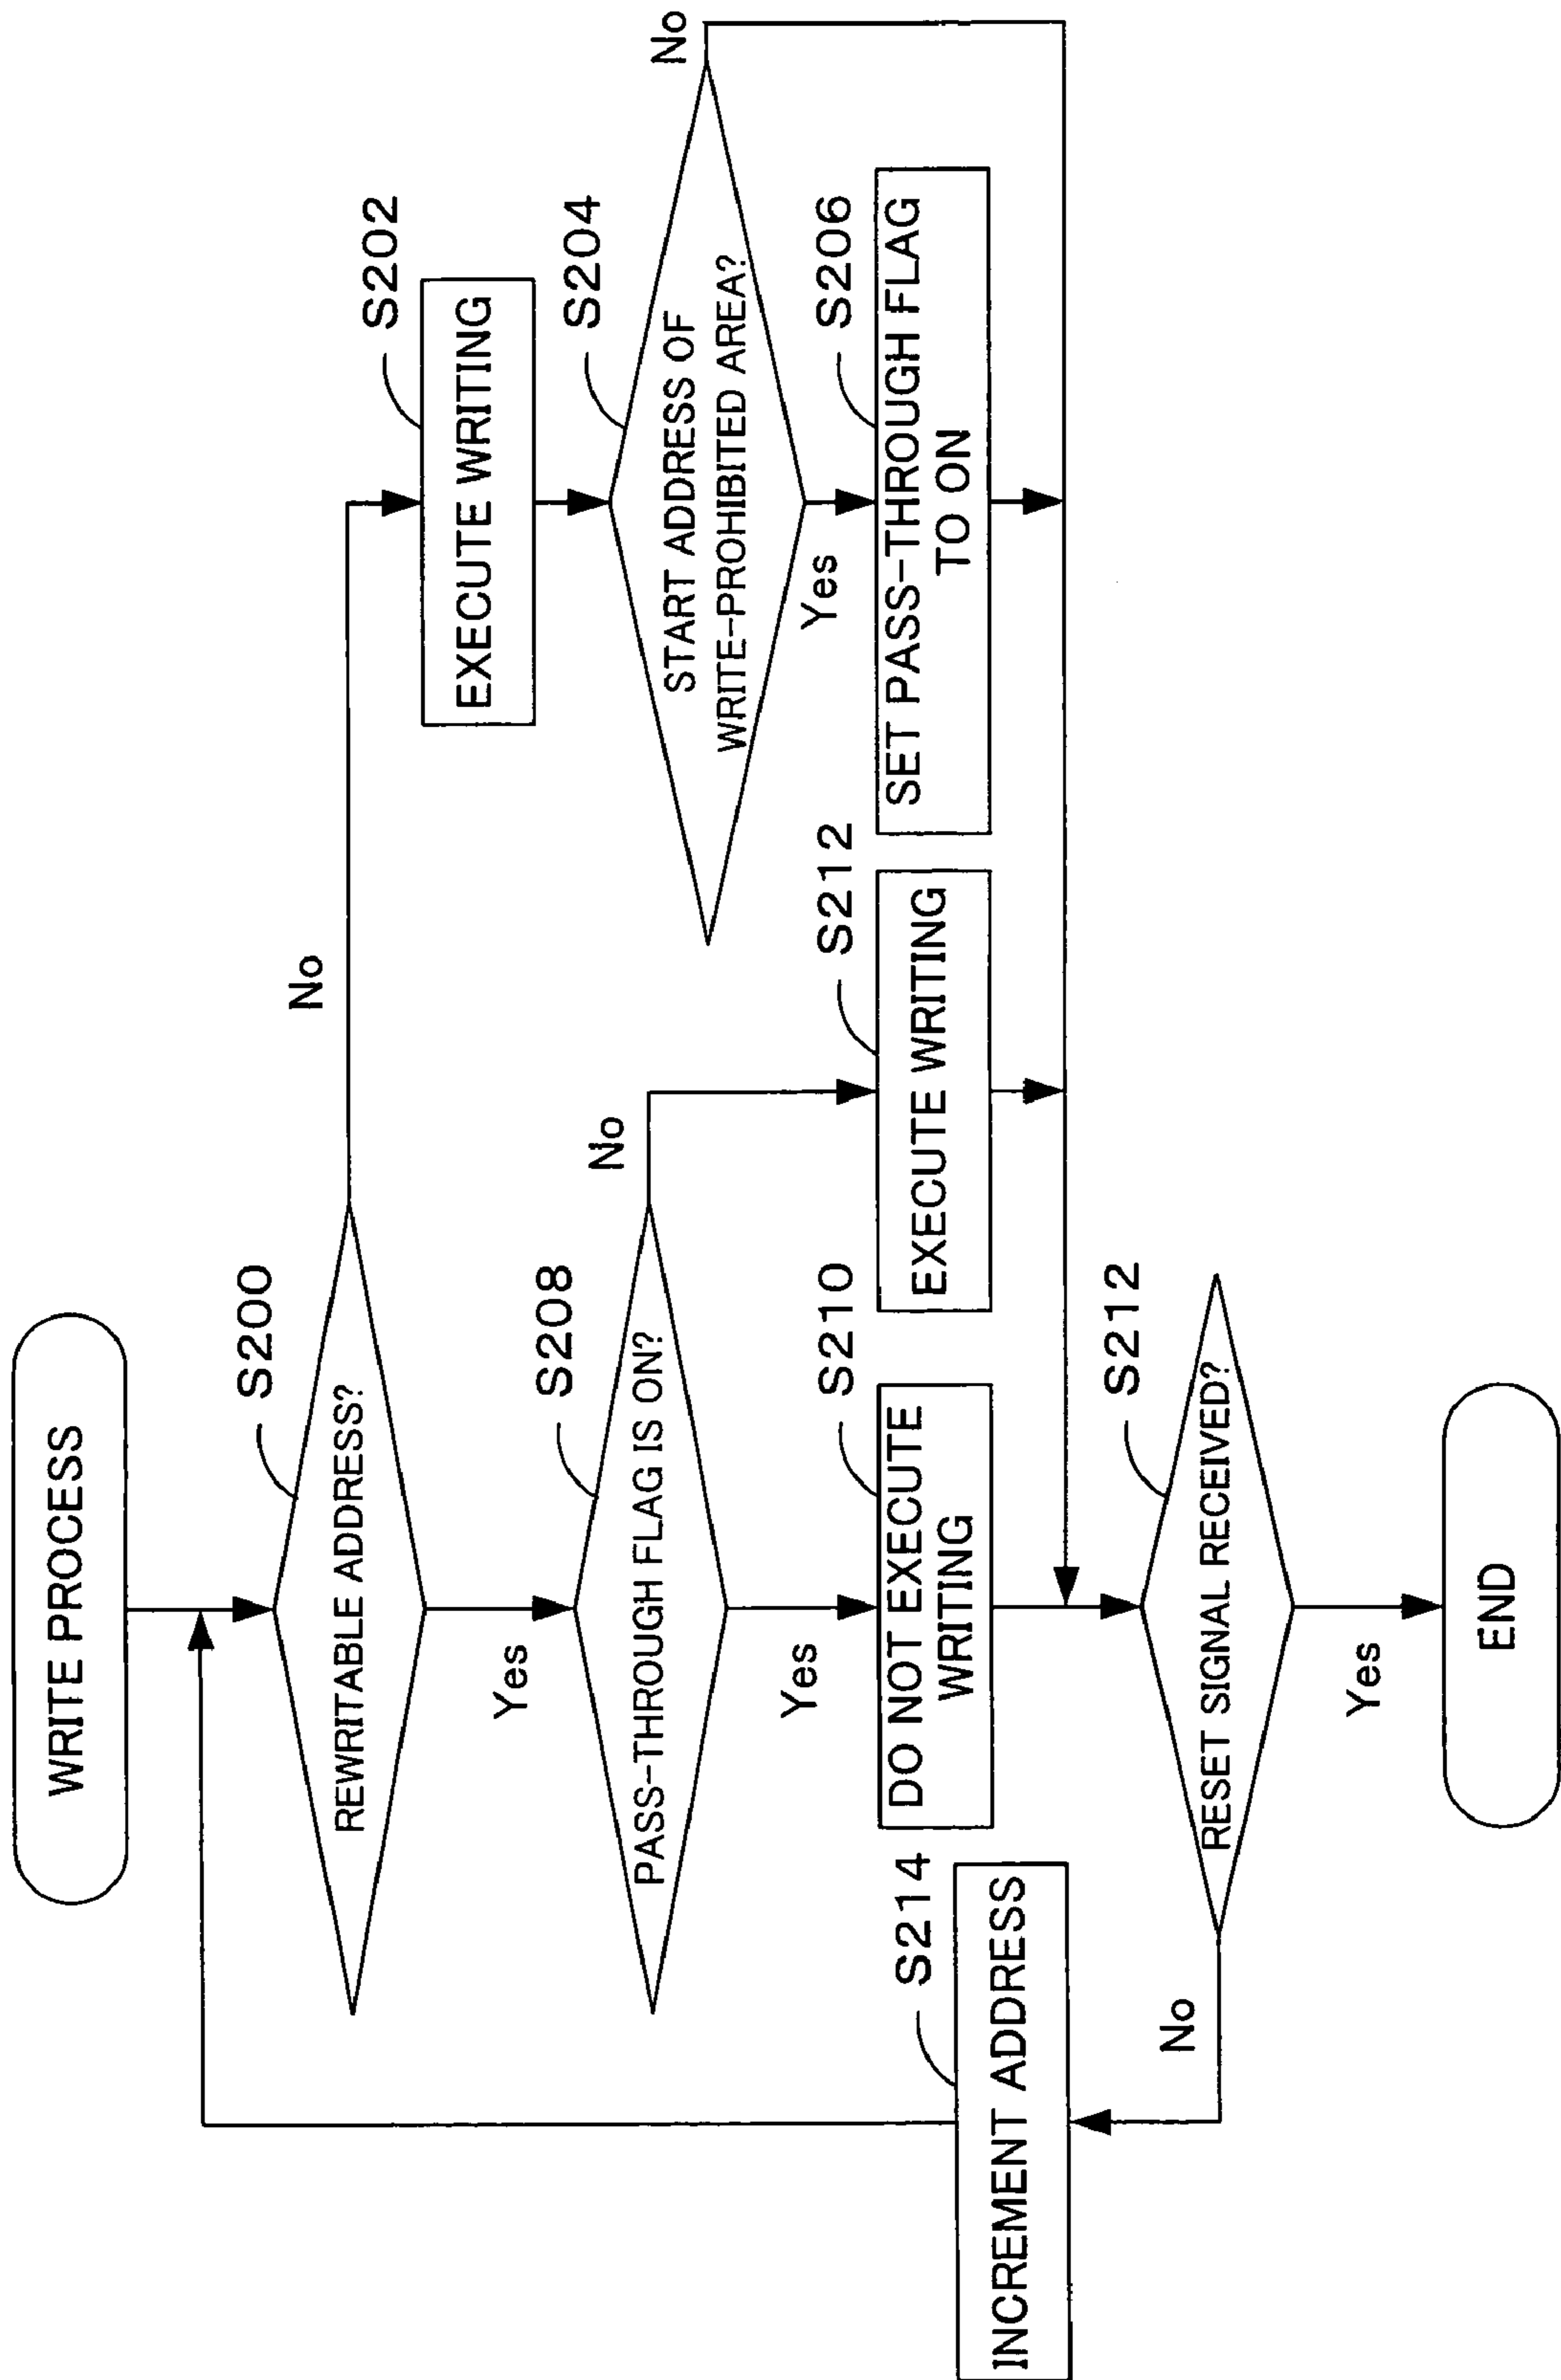 WRITE PROCESS
S200
REWRITABLE ADDRESS?
No
Yes
S202
EXECUTE WRITING
S204
START ADDRESS OF
WRITE-PROHIBITED AREA?
No
Yes
S206
SET PASS-THROUGH FLAG
TO ON
S208
PASS-THROUGH FLAG IS ON?
No
Yes
S212
EXECUTE WRITING
S210
DO NOT EXECUTE
WRITING
S212
RESET SIGNAL RECEIVED?
No
Yes
S214
INCREMENT ADDRESS
END